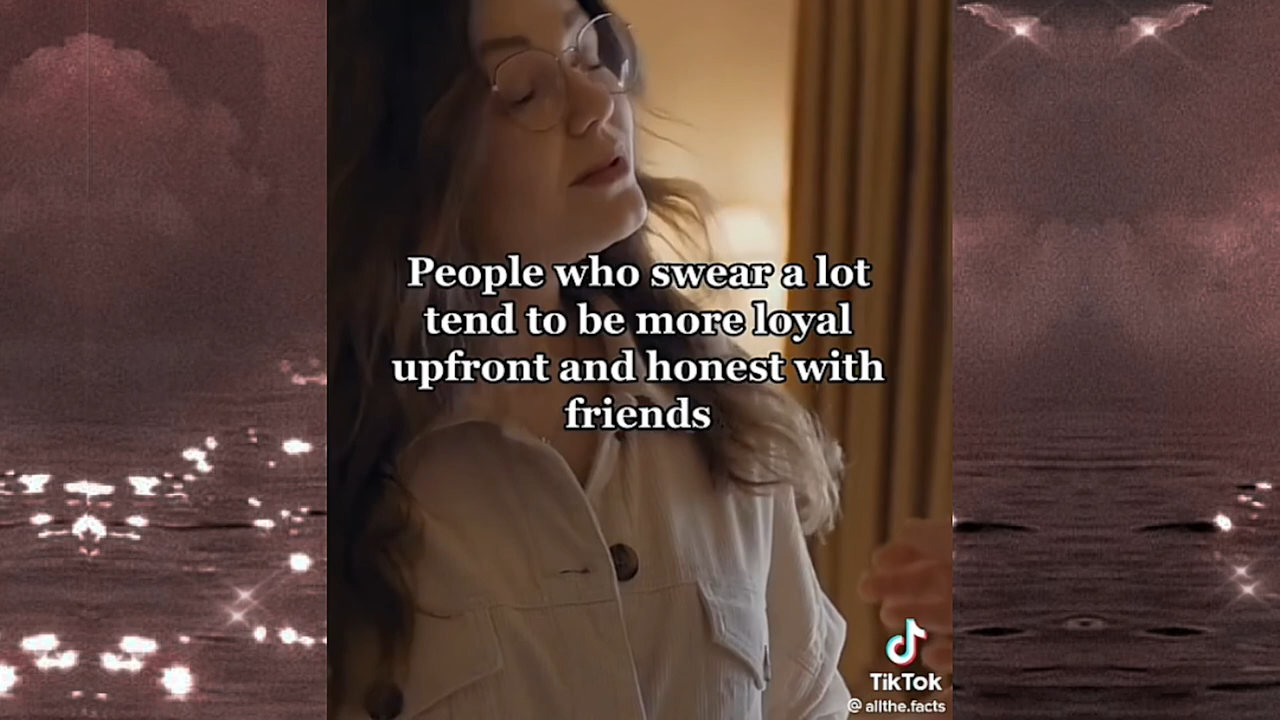 People who swear a lot
tend to be more loyal
upfront and honest with
friends
TikTok
@ allthe.facts